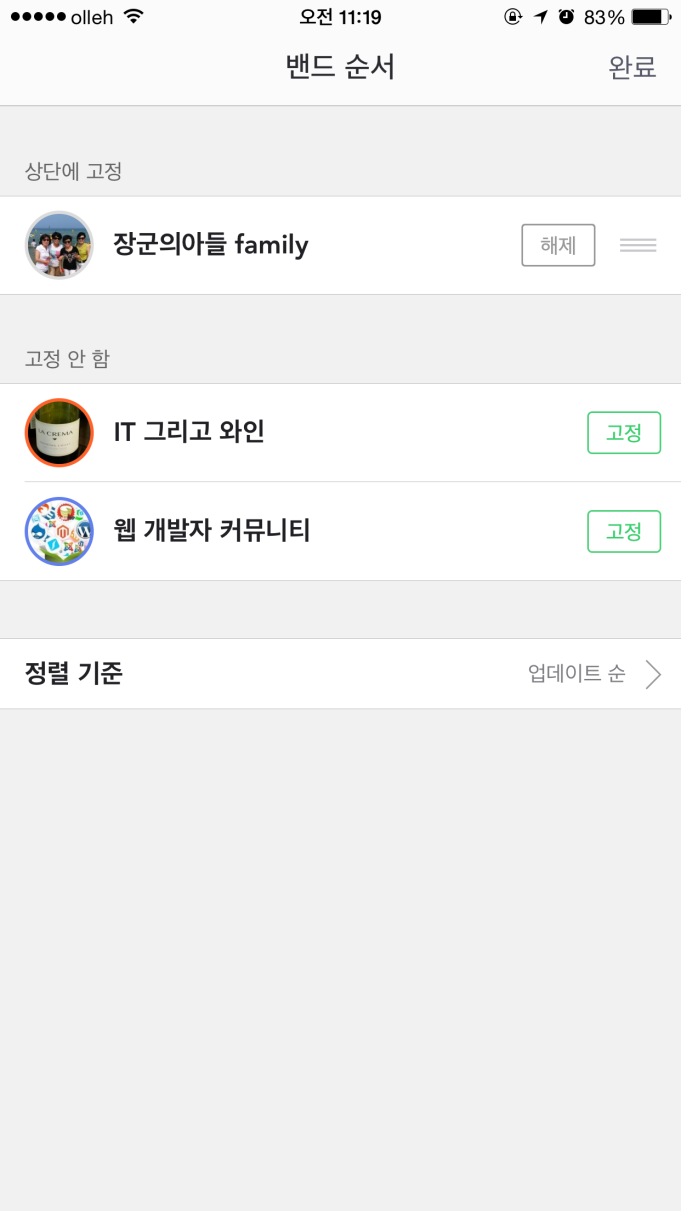 olleh 오전 11:19 83%
밴드 순서 완료
상단에 고정
장군의아들 family 해제
고정 안 함
IT 그리고 와인 고정
웹 개발자 커뮤니티 고정
정렬 기준 업데이트 순